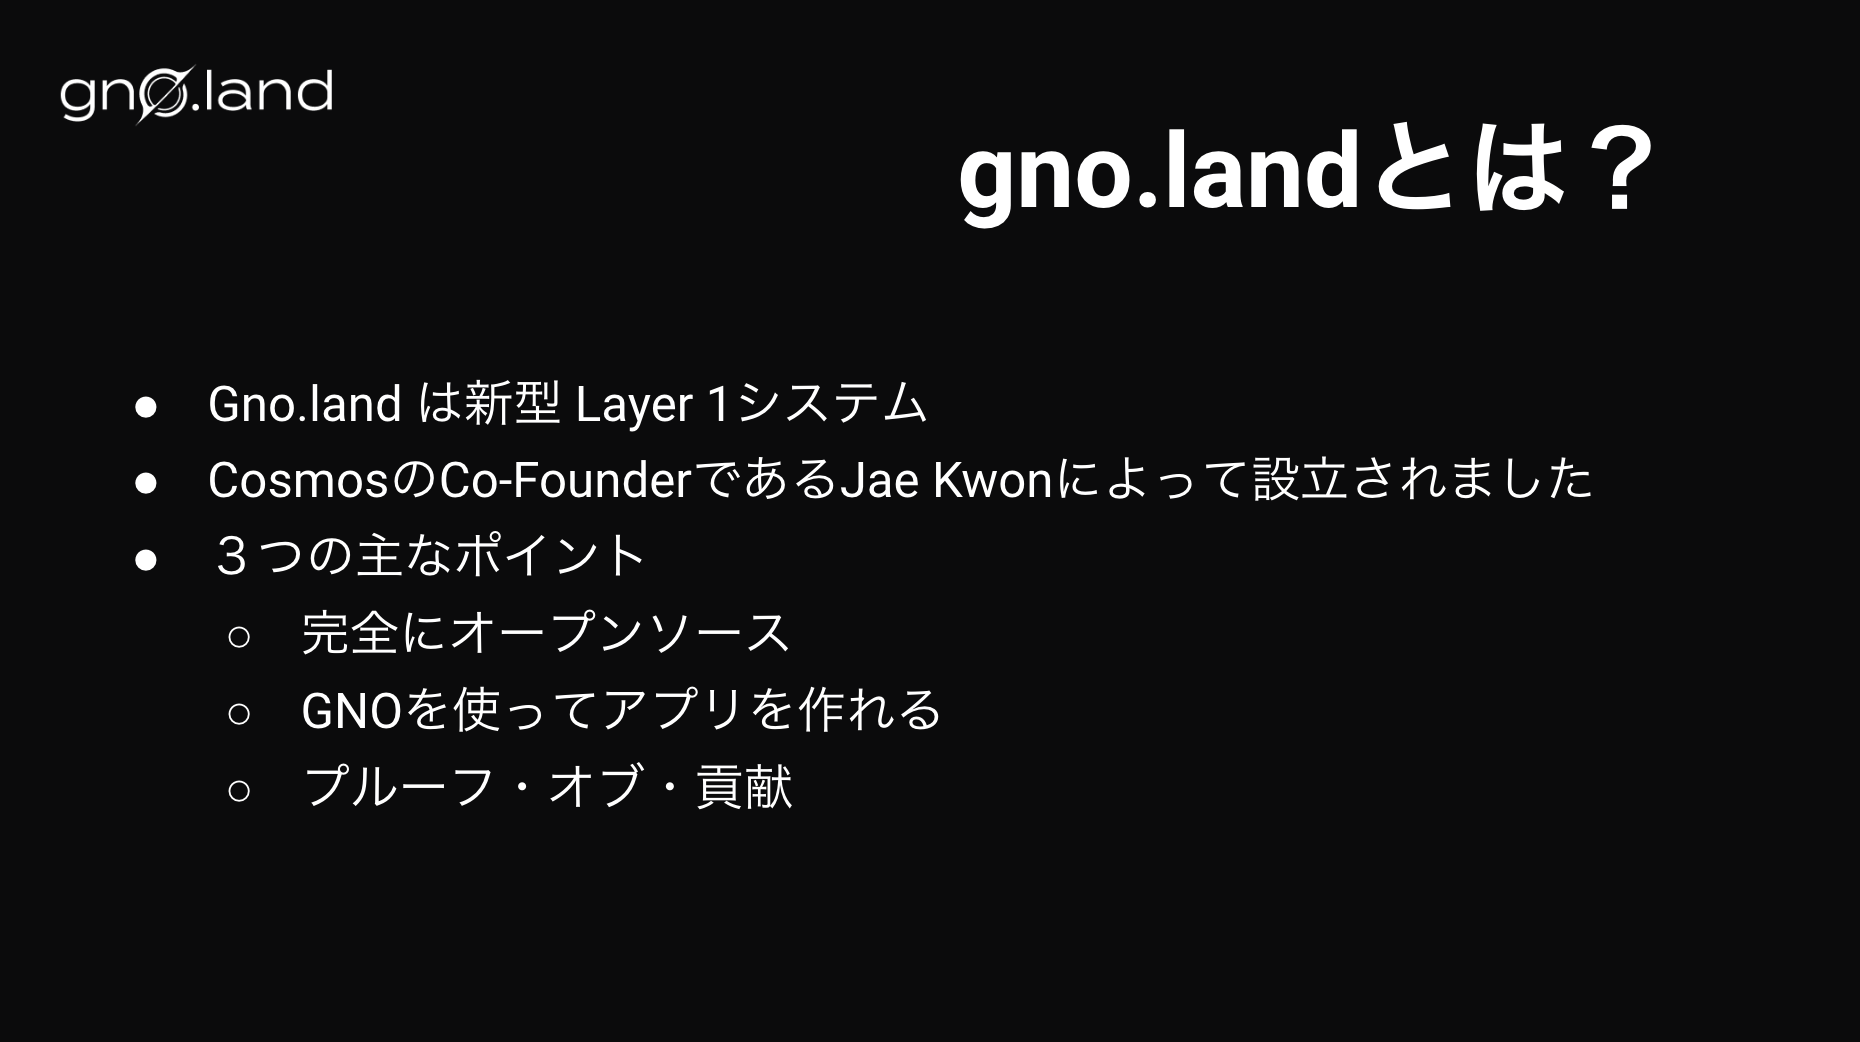 gno.land
gno.landとは？
● Gno.land は新型 Layer 1システム
● CosmosのCo-FounderであるJae Kwonによって設立されました
● ３つの主なポイント
○ 完全にオープンソース
○ GNOを使ってアプリを作れる
○ プルーフ・オブ・貢献